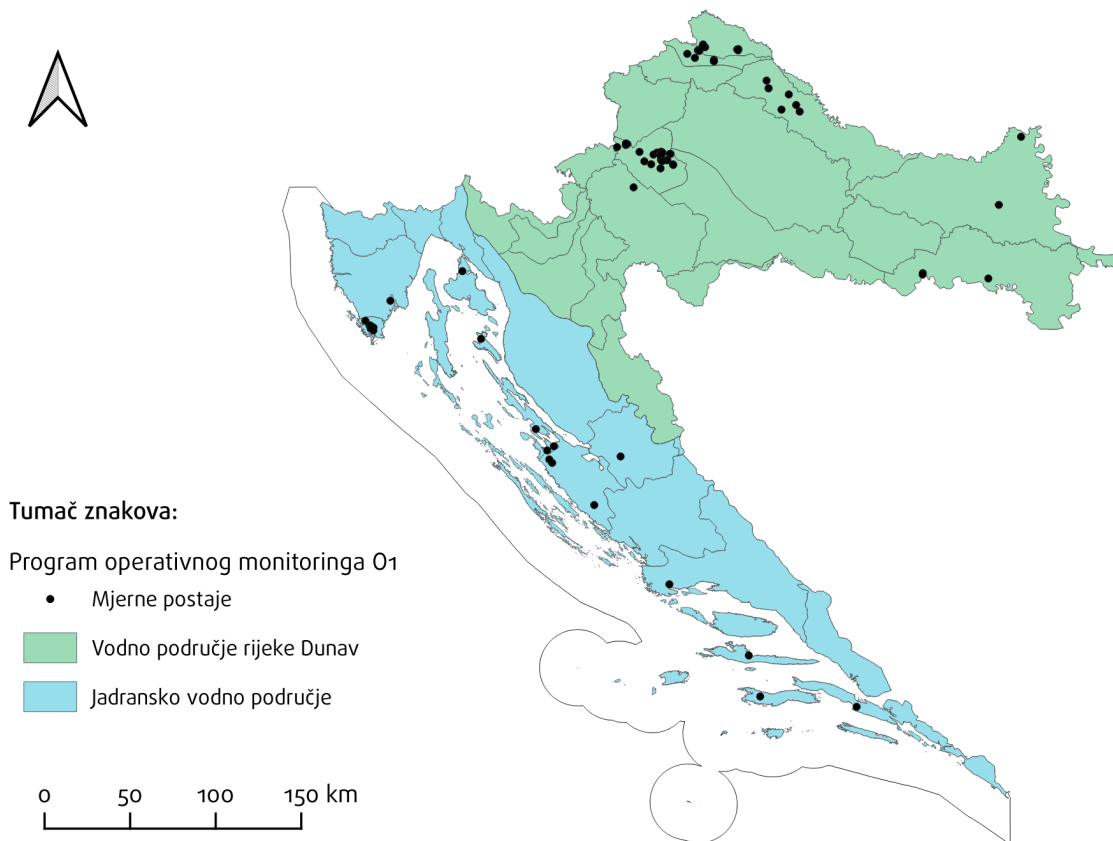 Tumač znakova:
Program operativnog monitoringa O1
Mjerne postaje
Vodno područje rijeke Dunav
Jadransko vodno područje
0 50 100 150 km